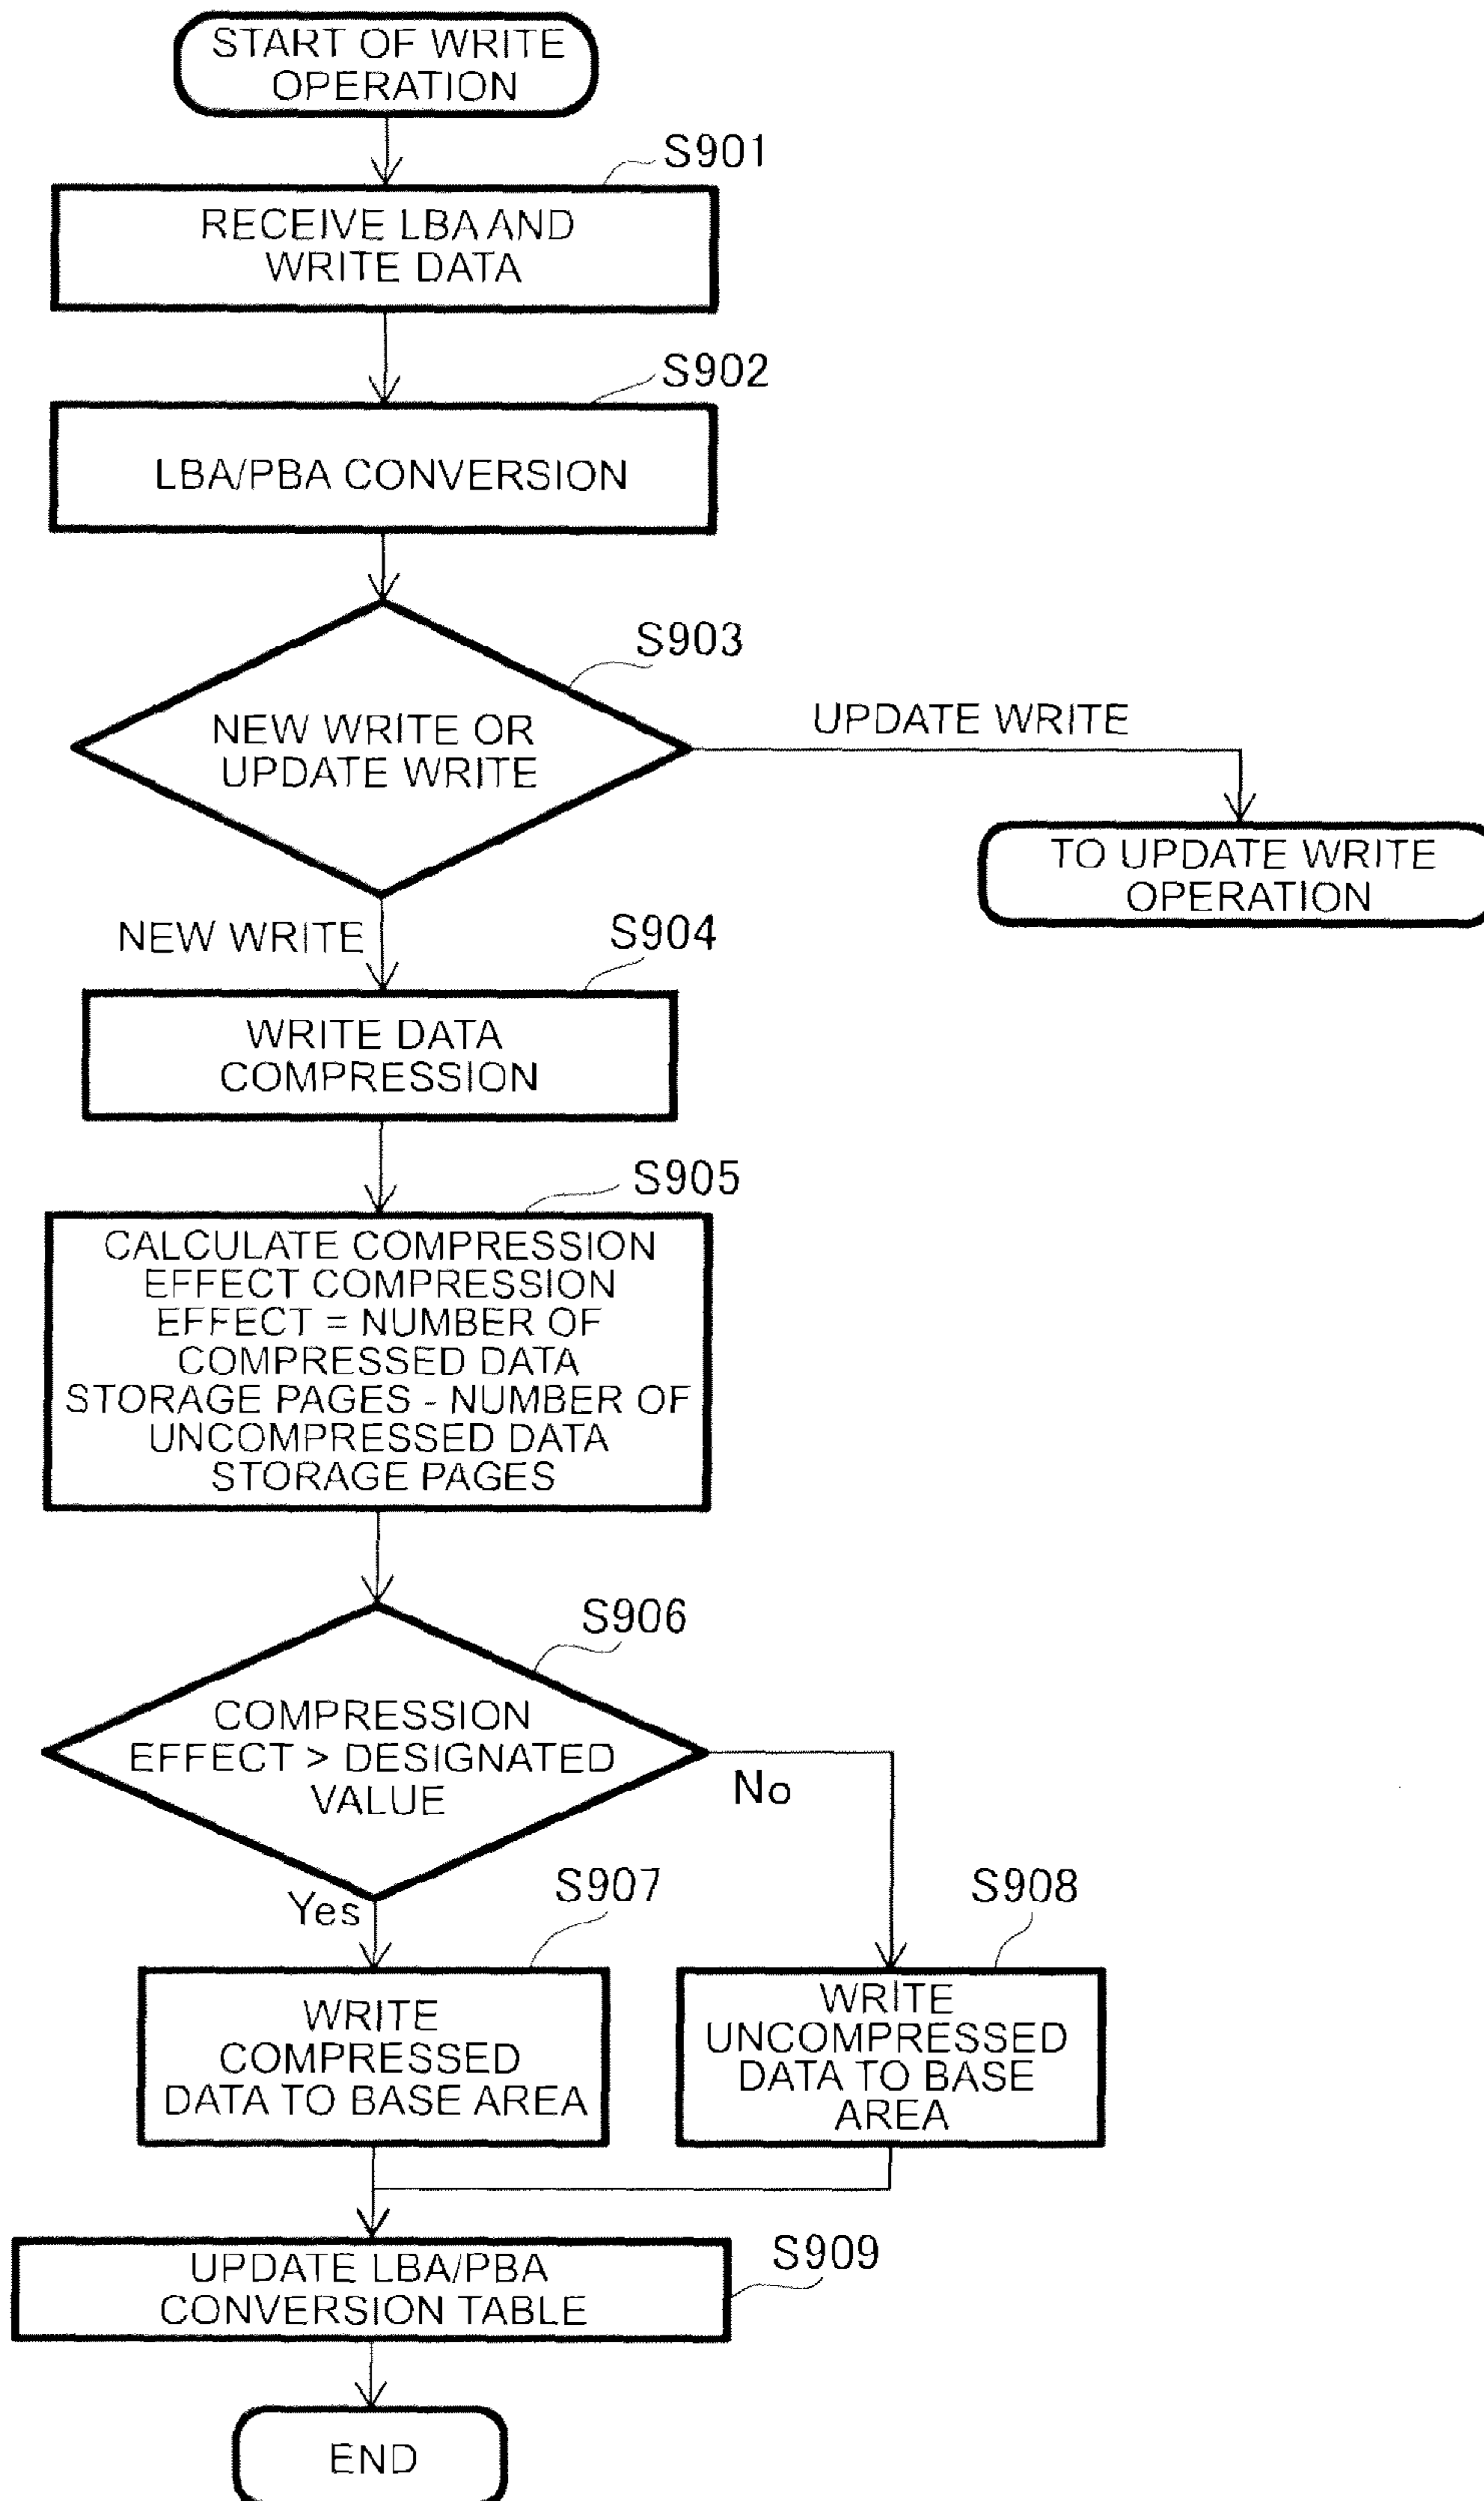 START OF WRITE
OPERATION
S901
RECEIVE LBA AND
WRITE DATA
S902
LBA/PBA CONVERSION
S903
NEW WRITE OR
UPDATE WRITE
UPDATE WRITE
TO UPDATE WRITE
OPERATION
NEW WRITE
S904
WRITE DATA
COMPRESSION
S905
CALCULATE COMPRESSION
EFFECT COMPRESSION
EFFECT = NUMBER OF
COMPRESSED DATA
STORAGE PAGES - NUMBER OF
UNCOMPRESSED DATA
STORAGE PAGES
S906
COMPRESSION
EFFECT > DESIGNATED
VALUE
No
Yes
S907
WRITE
COMPRESSED
DATA TO BASE AREA
S908
WRITE
UNCOMPRESSED
DATA TO BASE
AREA
S909
UPDATE LBA/PBA
CONVERSION TABLE
END